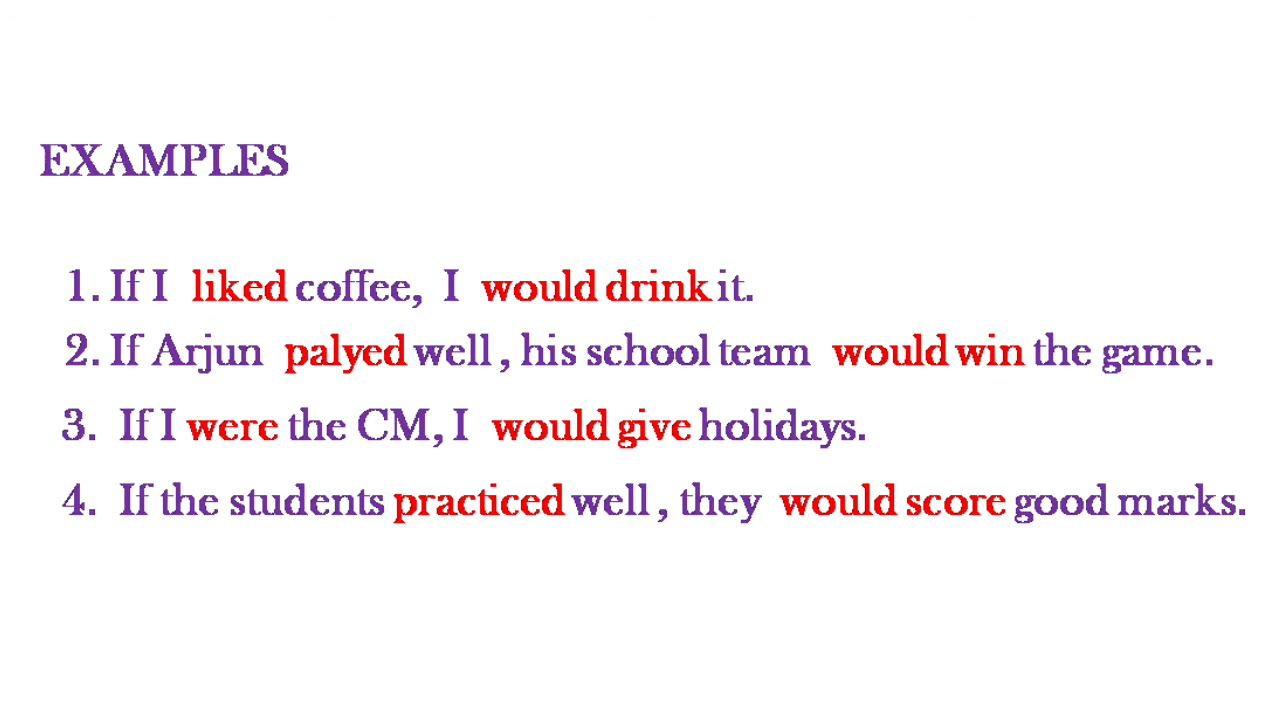 EXAMPLES
1. If I liked coffee, I would drink it.
2. If Arjun palyed well , his school team would win the game.
3. If I were the CM, I would give holidays.
4. If the students practiced well , they would score good marks.